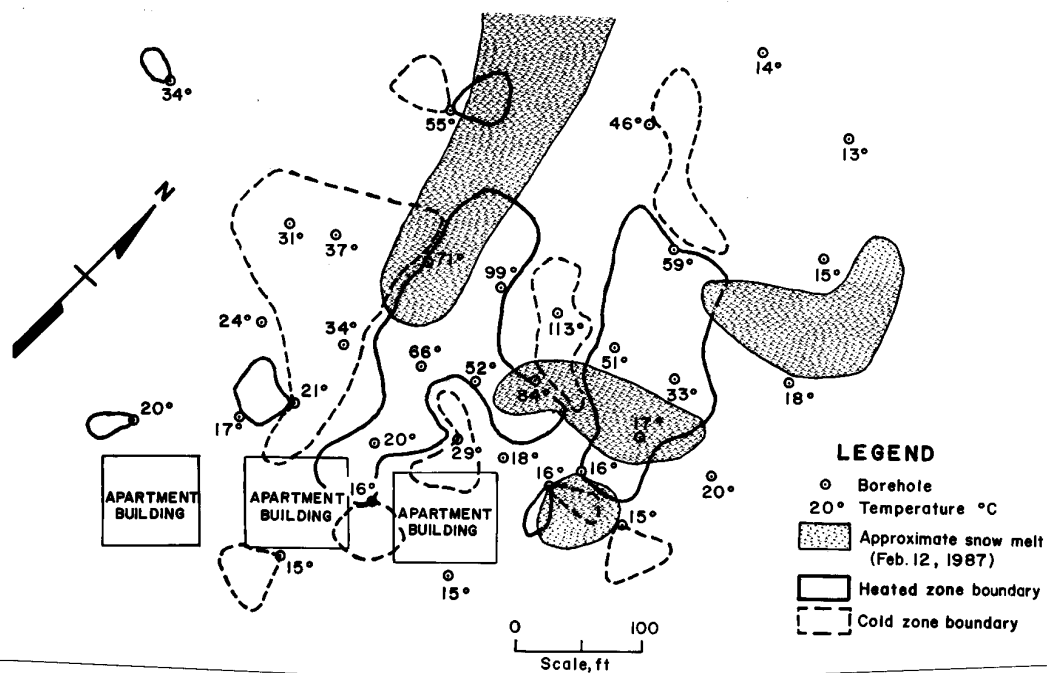 14°
34°
55°
46°
13°
N
31°
37°
71°
59°
15°
99°
24°
113°
34°
51°
66°
52°
84°
33°
18°
21°
20°
17°
17°
20°
29°
18°
16°
16°
20°
16°
APARTMENT
BUILDING
APARTMENT
BUILDING
APARTMENT
BUILDING
15°
15°
15°
LEGEND
Borehole
20° Temperature °C
Approximate snow melt
(Feb. 12, 1987)
Heated zone boundary
Cold zone boundary
0 100
Scale, ft